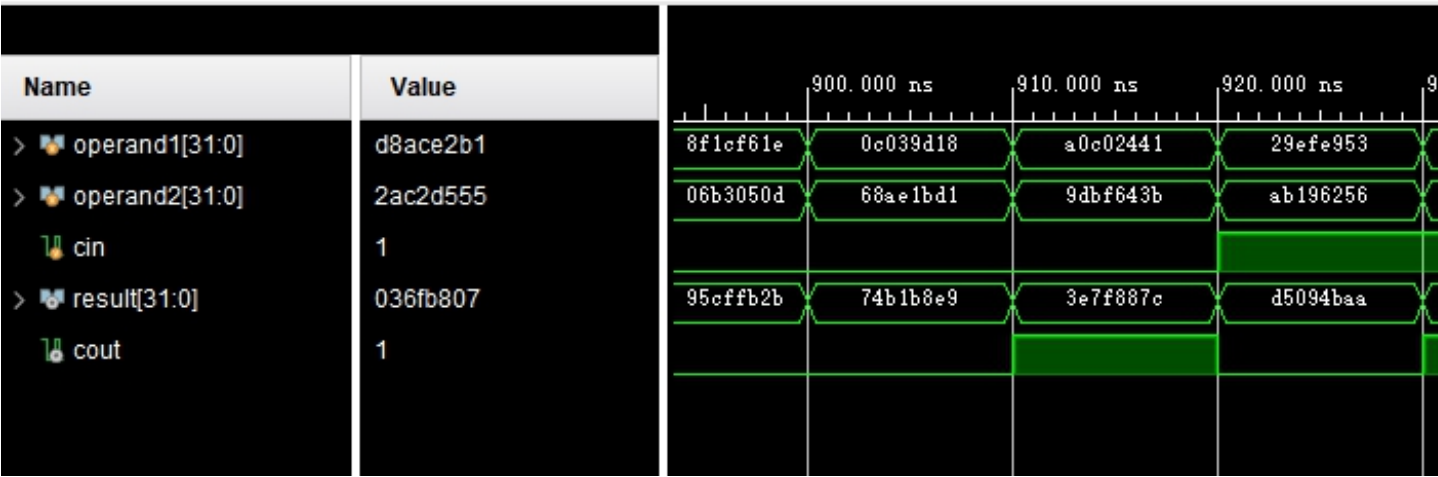 900.000 ns 910.000 ns 920.000 ns 9
Name Value
operand1[31:0] d8ace2b1 8f1cf61e 0c039d18 a0c02441 29efe953
operand2[31:0] 2ac2d555 06b3050d 68ae1bd1 9dbf643b ab196256
cin 1
result[31:0] 036fb807 95cffb2b 74b1b8e9 3e7f887c d5094baa
cout 1